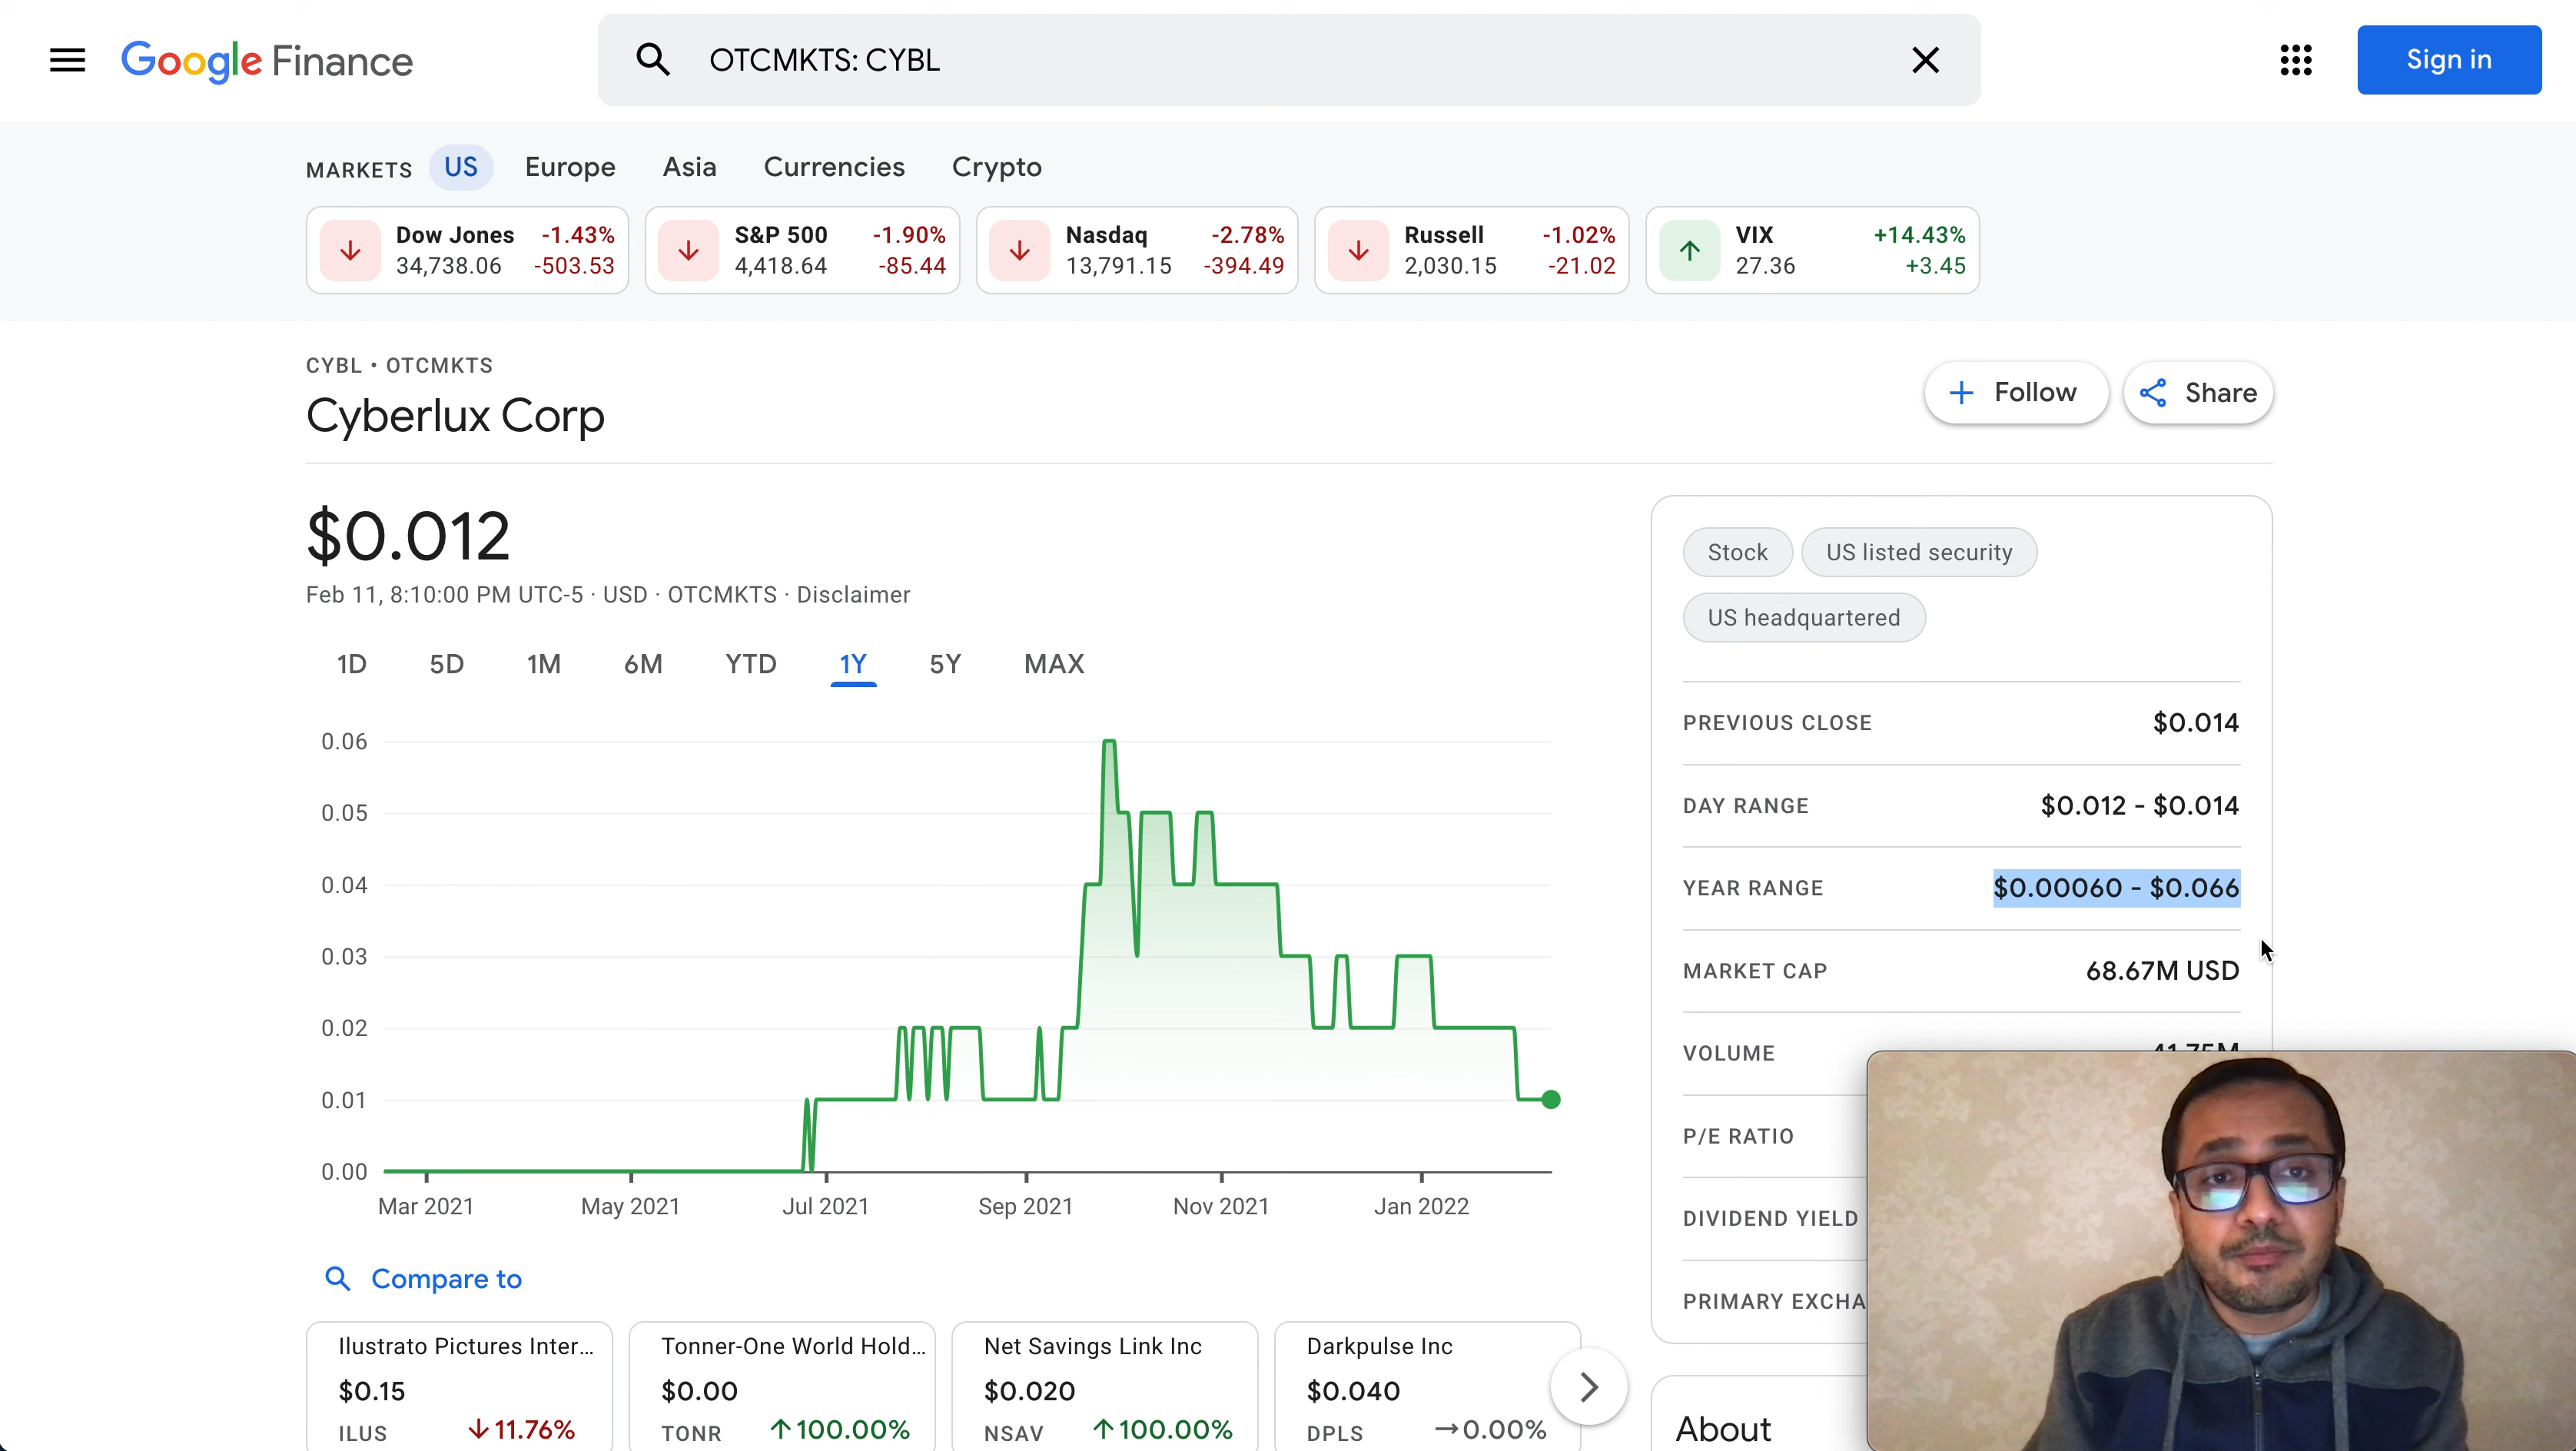 Google Finance
OTCMKTS: CYBL
Sign in
MARKETS US Europe Asia Currencies Crypto
Dow Jones -1.43%
34,738.06 -503.53
S&P 500 -1.90%
4,418.64 -85.44
Nasdaq -2.78%
13,791.15 -394.49
Russell -1.02%
2,030.15 -21.02
VIX +14.43%
27.36 +3.45
CYBL • OTCMKTS
Cyberlux Corp
Follow
Share
$0.012
Feb 11, 8:10:00 PM UTC-5 · USD · OTCMKTS · Disclaimer
1D 5D 1M 6M YTD 1Y 5Y MAX
0.06
0.05
0.04
0.03
0.02
0.01
0.00
Mar 2021 May 2021 Jul 2021 Sep 2021 Nov 2021 Jan 2022
Compare to
Ilustrato Pictures Inter...
$0.15
ILUS ↓11.76%
Tonner-One World Hold...
$0.00
TONR ↑100.00%
Net Savings Link Inc
$0.020
NSAV ↑100.00%
Darkpulse Inc
$0.040
DPLS →0.00%
Stock
US listed security
US headquartered
PREVIOUS CLOSE $0.014
DAY RANGE $0.012 - $0.014
YEAR RANGE $0.00060 - $0.066
MARKET CAP 68.67M USD
VOLUME
P/E RATIO
DIVIDEND YIELD
PRIMARY EXCHA
About